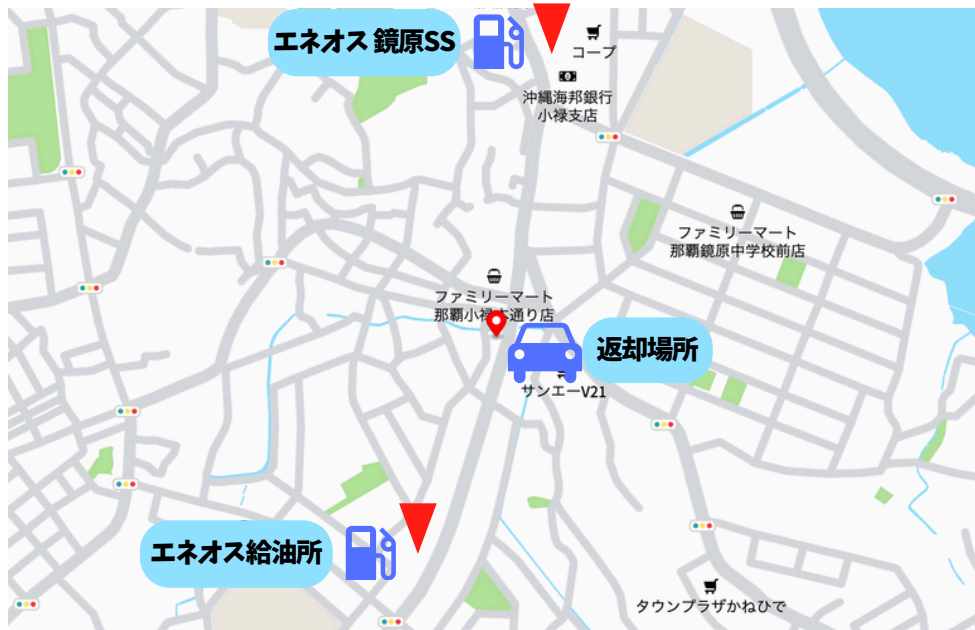 エネオス 鏡原SS
コープ
沖縄海邦銀行
小禄支店
ファミリーマート
那覇鏡原中学校前店
ファミリーマート
那覇小禄本通り店
返却場所
サンエーV21
エネオス給油所
タウンプラザかねひで